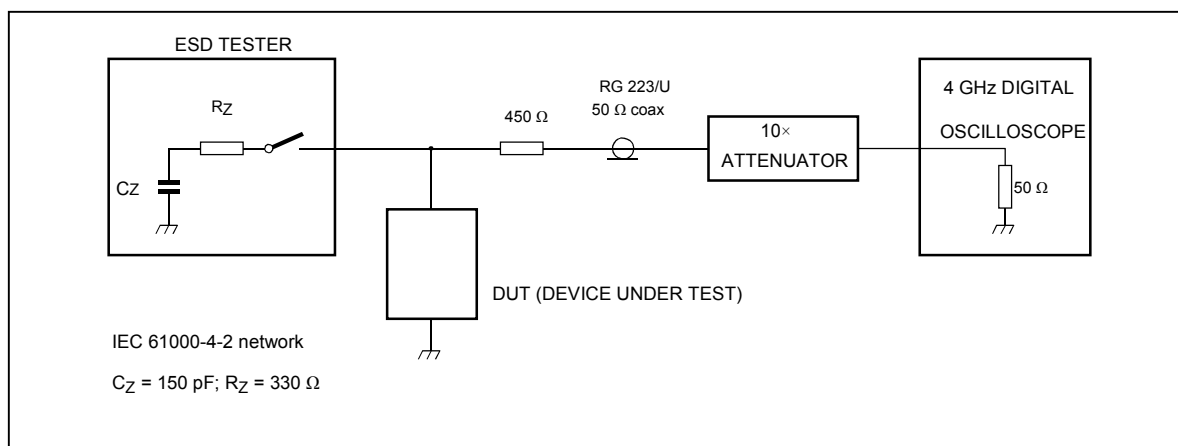 ESD TESTER
RZ
CZ
450 Ω
RG 223/U
50 Ω coax
10×
ATTENUATOR
4 GHz DIGITAL
OSCILLOSCOPE
50 Ω
DUT (DEVICE UNDER TEST)
IEC 61000-4-2 network
CZ = 150 pF; RZ = 330 Ω